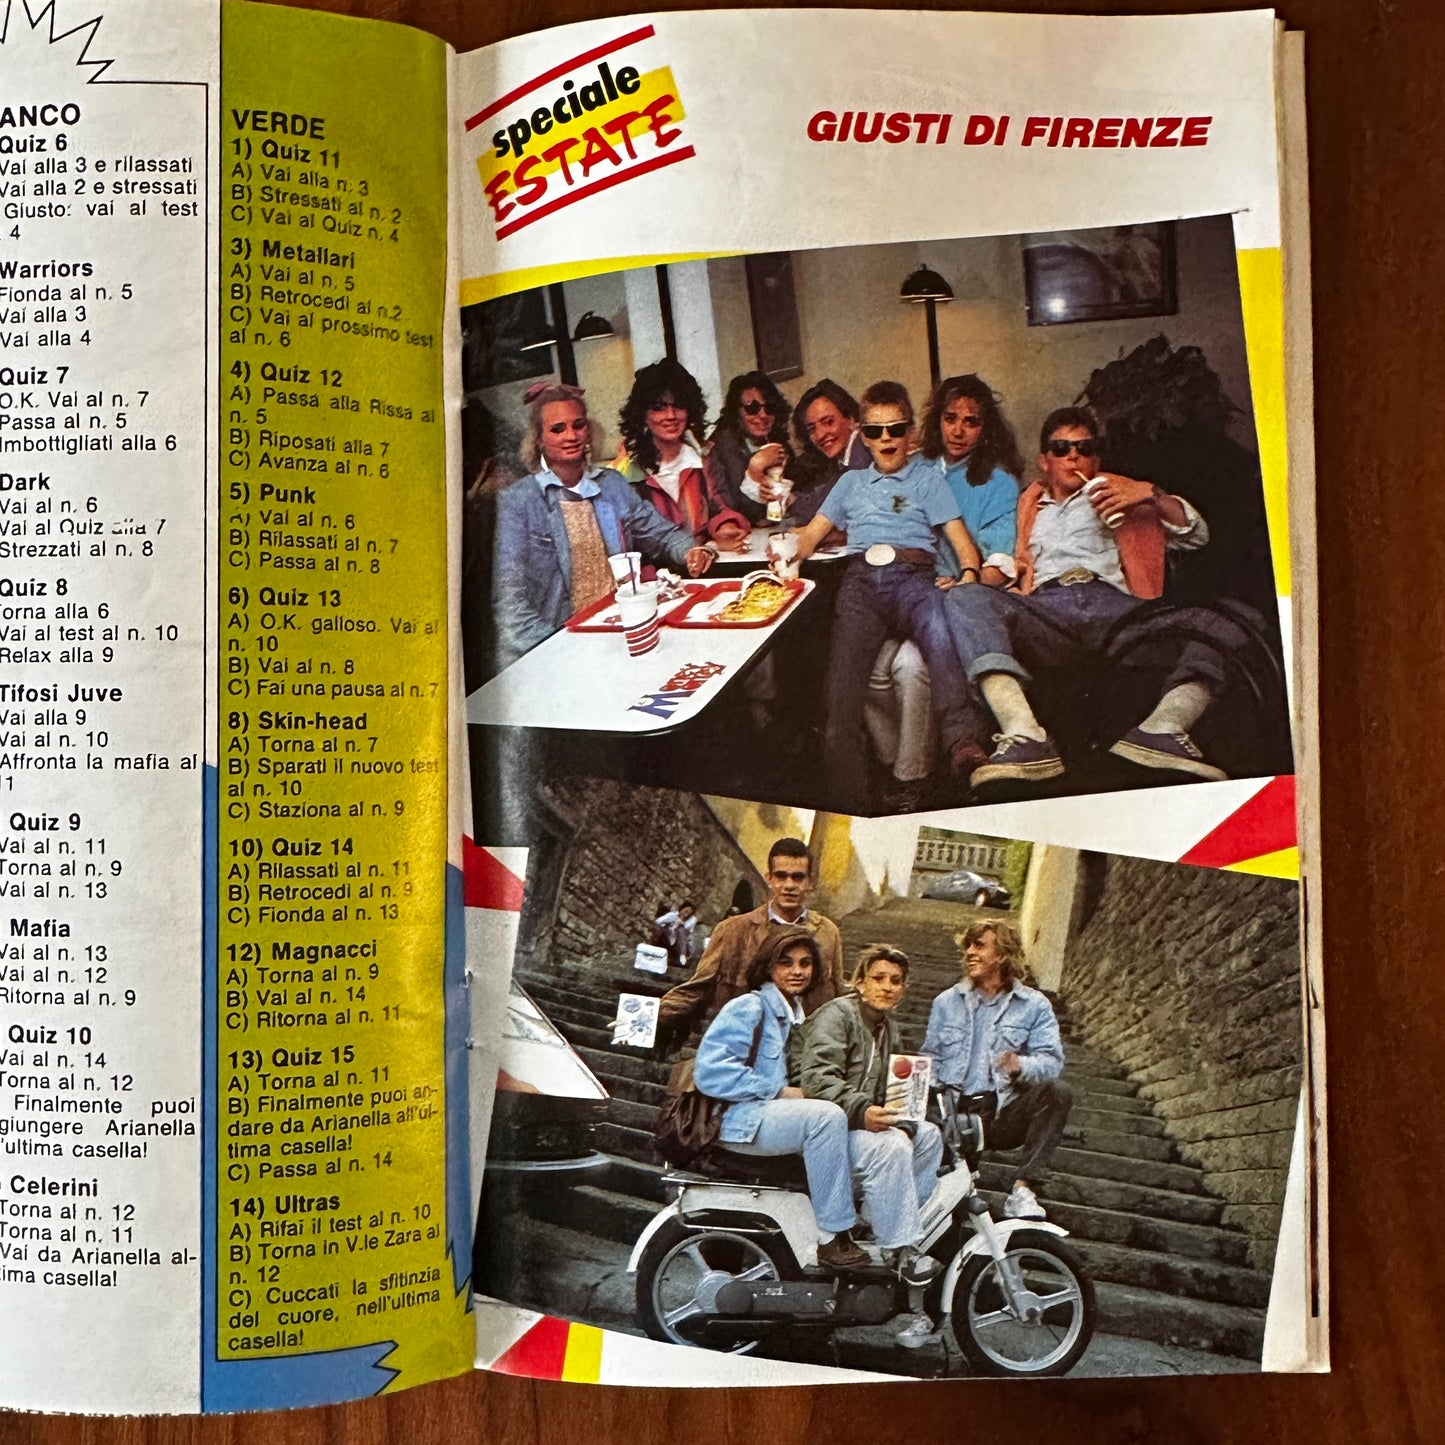 ANCO
Quiz 6
Vai alla 3 e rilassati
Vai alla 2 e stressati
Giusto: vai al test
4
Warriors
Fionda al n. 5
Vai alla 3
Vai alla 4
Quiz 7
O.K. Vai al n. 7
Passa al n. 5
Imbottigliati alla 6
Dark
Vai al n. 6
Vai al Quiz alla 7
Strezzati al n. 8
Quiz 8
Torna alla 6
Vai al test al n. 10
Relax alla 9
Tifosi Juve
Vai alla 9
Vai al n. 10
Affronta la mafia al
11
Quiz 9
Vai al n. 11
Torna al n. 9
Vai al n. 13
Mafia
Vai al n. 13
Vai al n. 12
Ritorna al n. 9
Quiz 10
Vai al n. 14
Torna al n. 12
Finalmente puoi
giungere Arianella
l'ultima casella!
Celerini
Torna al n. 12
Torna al n. 11
Vai da Arianella al-
tima casella!
VERDE
1) Quiz 11
A) Vai alla n. 3
B) Stressati al n. 2
C) Vai al Quiz n. 4
3) Metallari
A) Vai al n. 5
B) Retrocedi al n.2
C) Vai al prossimo test
al n. 6
4) Quiz 12
A) Passa alla Rissa al
n. 5
B) Riposati alla 7
C) Avanza al n. 6
5) Punk
A) Vai al n. 6
B) Rilassati al n. 7
C) Passa al n. 8
6) Quiz 13
A) O.K. galloso. Vai al
n. 10
B) Vai al n. 8
C) Fai una pausa al n. 7
8) Skin-head
A) Torna al n. 7
B) Sparati il nuovo test
al n. 10
C) Staziona al n. 9
10) Quiz 14
A) Rilassati al n. 11
B) Retrocedi al n. 9
C) Fionda al n. 13
12) Magnacci
A) Torna al n. 9
B) Vai al n. 14
C) Ritorna al n. 11
13) Quiz 15
A) Torna al n. 11
B) Finalmente puoi an-
dare da Arianella all'ul-
tima casella!
C) Passa al n. 14
14) Ultras
A) Rifai il test al n. 10
B) Torna in V.le Zara al
n. 12
C) Cuccati la sfitinzia
del cuore, nell'ultima
casella!
speciale
ESTATE
GIUSTI DI FIRENZE